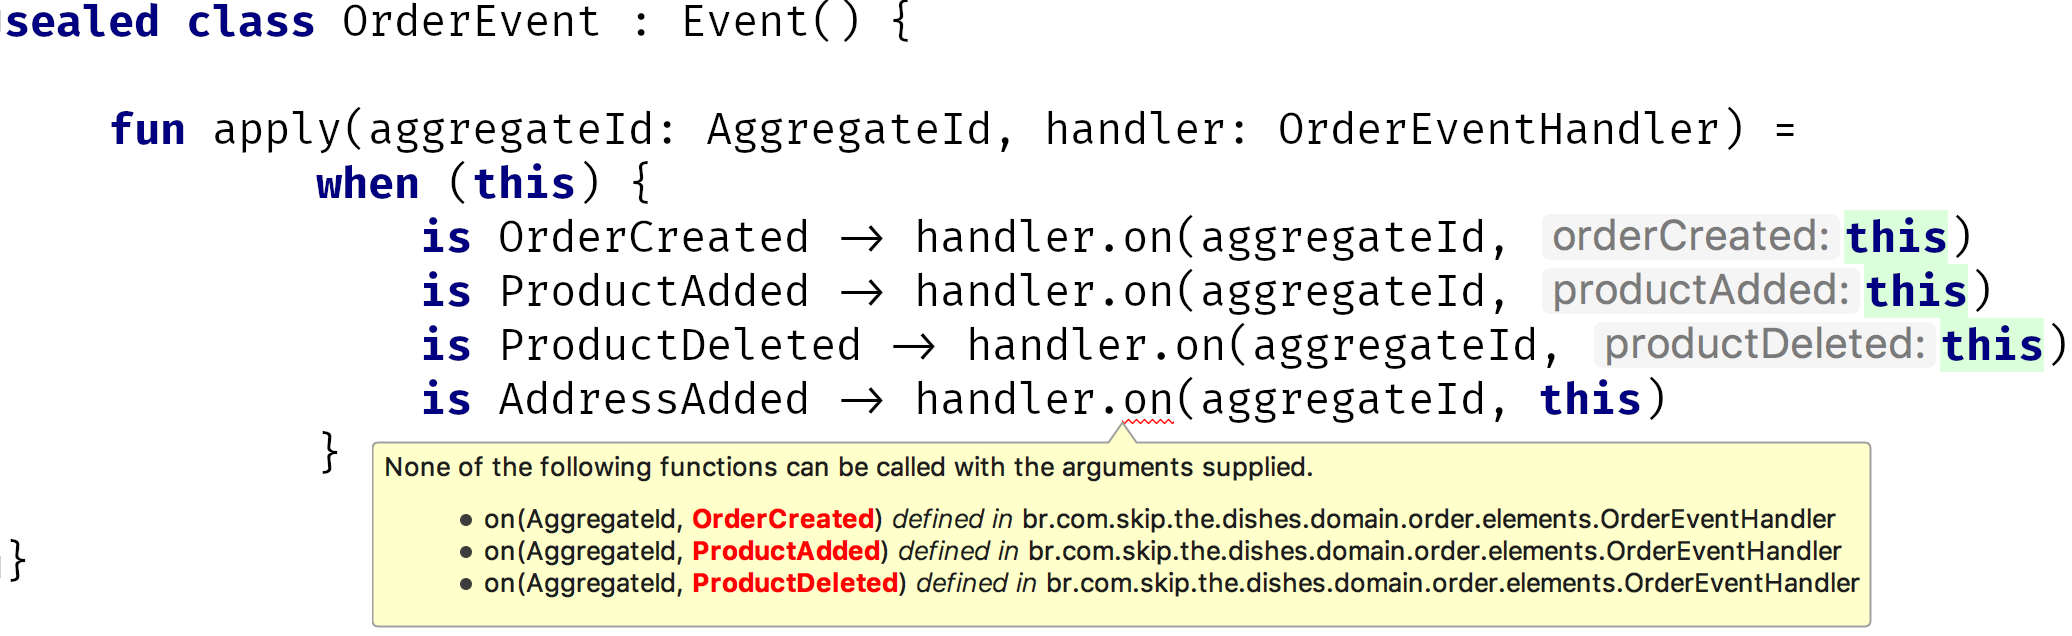 sealed class OrderEvent : Event() {
fun apply(aggregateId: AggregateId, handler: OrderEventHandler) =
when (this) {
is OrderCreated → handler.on(aggregateId, orderCreated: this)
is ProductAdded → handler.on(aggregateId, productAdded: this)
is ProductDeleted → handler.on(aggregateId, productDeleted: this)
is AddressAdded → handler.on(aggregateId, this)
}
None of the following functions can be called with the arguments supplied.
• on(AggregateId, OrderCreated) defined in br.com.skip.the.dishes.domain.order.elements.OrderEventHandler
• on(AggregateId, ProductAdded) defined in br.com.skip.the.dishes.domain.order.elements.OrderEventHandler
• on(AggregateId, ProductDeleted) defined in br.com.skip.the.dishes.domain.order.elements.OrderEventHandler
}